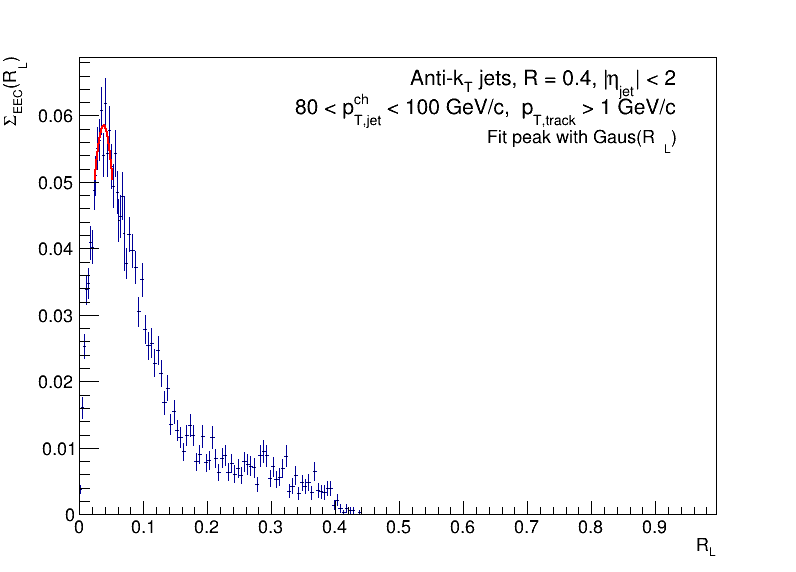 Σ_EEC(R_L)
Anti-k_T jets, R = 0.4, |η_jet| < 2
80 < p_T,jet^ch < 100 GeV/c, p_T,track > 1 GeV/c
Fit peak with Gaus(R_L)
0.06
0.05
0.04
0.03
0.02
0.01
0
0 0.1 0.2 0.3 0.4 0.5 0.6 0.7 0.8 0.9
R_L